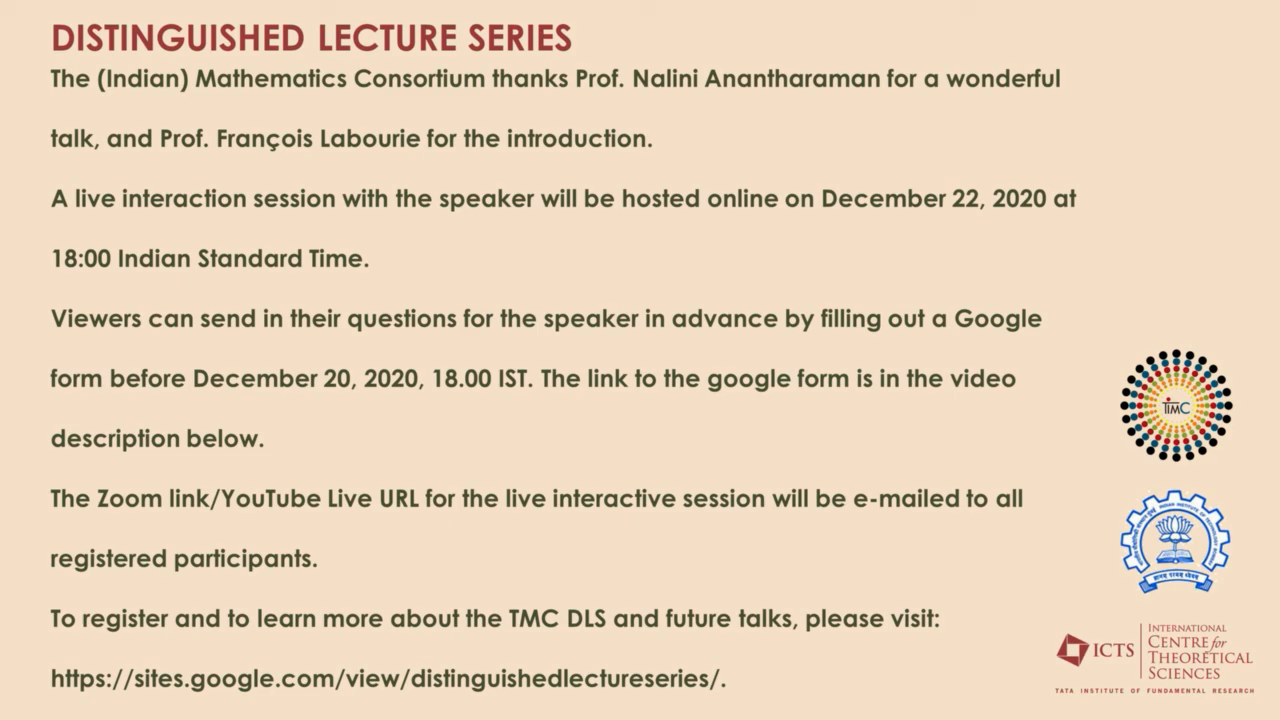 DISTINGUISHED LECTURE SERIES
The (Indian) Mathematics Consortium thanks Prof. Nalini Anantharaman for a wonderful
talk, and Prof. François Labourie for the introduction.
A live interaction session with the speaker will be hosted online on December 22, 2020 at
18:00 Indian Standard Time.
Viewers can send in their questions for the speaker in advance by filling out a Google
form before December 20, 2020, 18.00 IST. The link to the google form is in the video
description below.
The Zoom link/YouTube Live URL for the live interactive session will be e-mailed to all
registered participants.
To register and to learn more about the TMC DLS and future talks, please visit:
https://sites.google.com/view/distinguishedlectureseries/.
TIMC
ICTS
INTERNATIONAL
CENTRE for
THEORETICAL
SCIENCES
TATA INSTITUTE OF FUNDAMENTAL RESEARCH